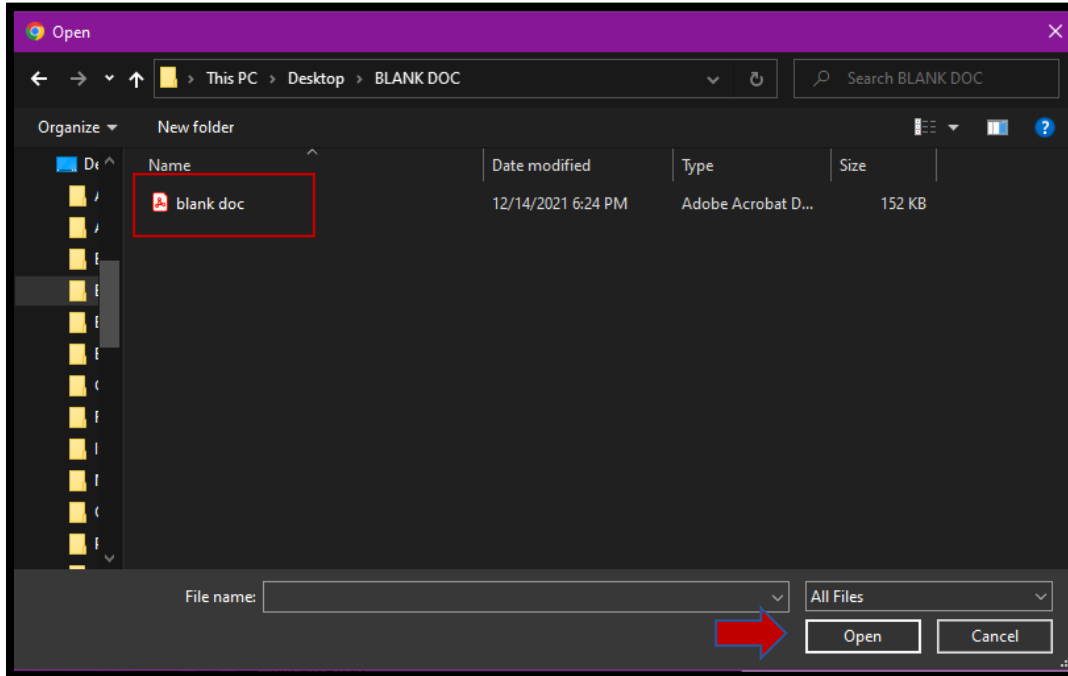 Open
This PC > Desktop > BLANK DOC
Search BLANK DOC
Organize New folder
Name Date modified Type Size
blank doc 12/14/2021 6:24 PM Adobe Acrobat D... 152 KB
File name: All Files
Open Cancel